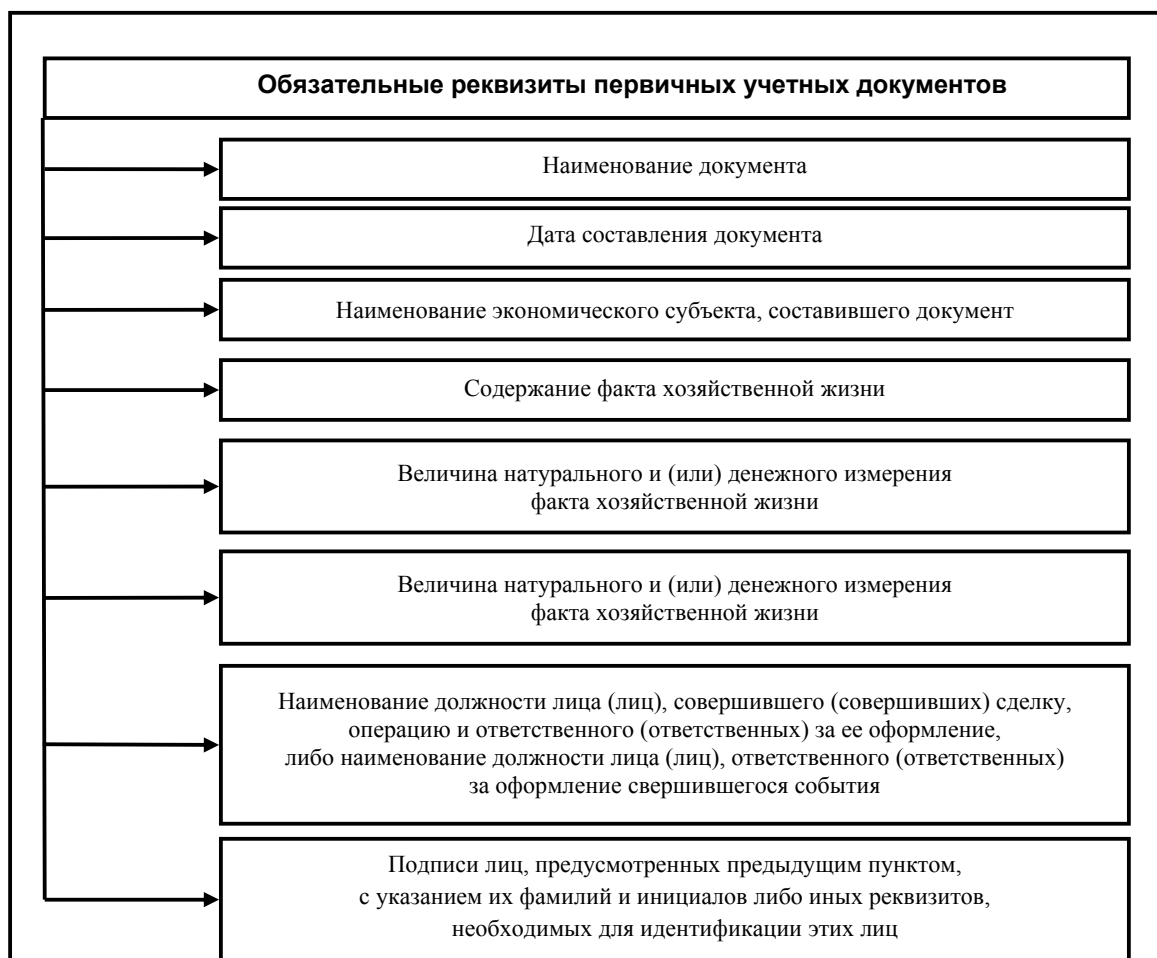 Обязательные реквизиты первичных учетных документов
Наименование документа
Дата составления документа
Наименование экономического субъекта, составившего документ
Содержание факта хозяйственной жизни
Величина натурального и (или) денежного измерения
факта хозяйственной жизни
Величина натурального и (или) денежного измерения
факта хозяйственной жизни
Наименование должности лица (лиц), совершившего (совершивших) сделку,
операцию и ответственного (ответственных) за ее оформление,
либо наименование должности лица (лиц), ответственного (ответственных)
за оформление свершившегося события
Подписи лиц, предусмотренных предыдущим пунктом,
с указанием их фамилий и инициалов либо иных реквизитов,
необходимых для идентификации этих лиц